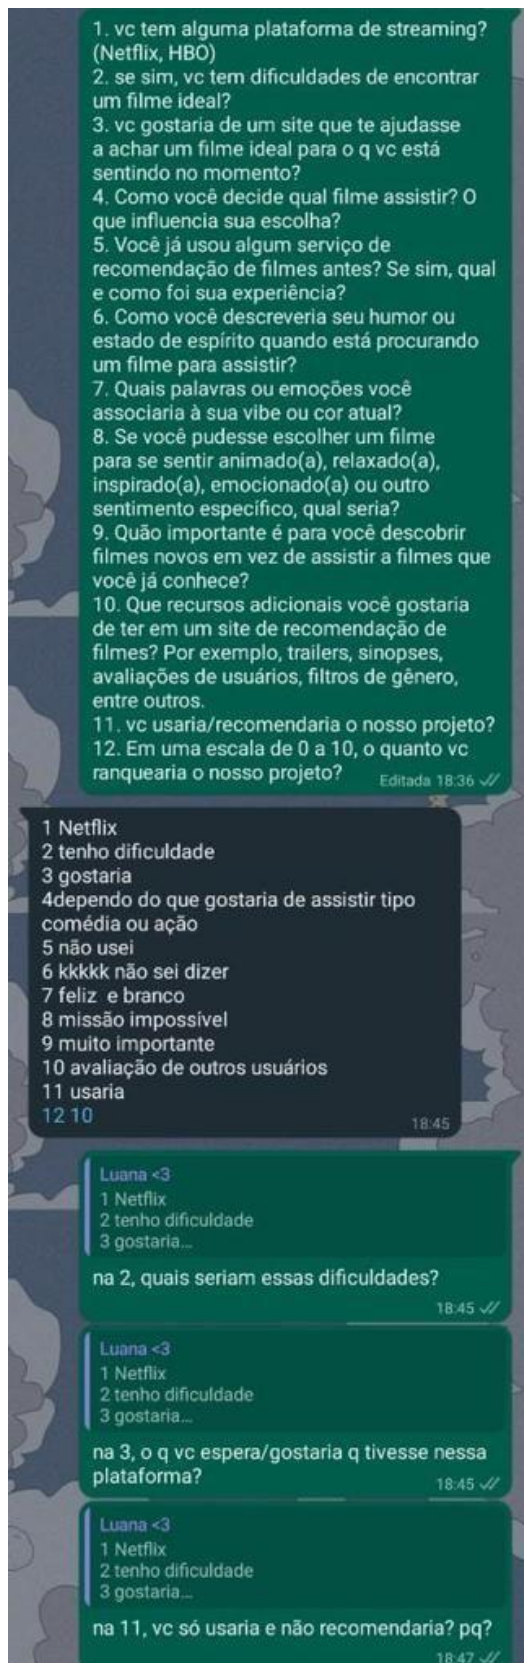 1. vc tem alguma plataforma de streaming?
(Netflix, HBO)
2. se sim, vc tem dificuldades de encontrar
um filme ideal?
3. vc gostaria de um site que te ajudasse
a achar um filme ideal para o q vc está
sentindo no momento?
4. Como você decide qual filme assistir? O
que influencia sua escolha?
5. Você já usou algum serviço de
recomendação de filmes antes? Se sim, qual
e como foi sua experiência?
6. Como você descreveria seu humor ou
estado de espírito quando está procurando
um filme para assistir?
7. Quais palavras ou emoções você
associaria à sua vibe ou cor atual?
8. Se você pudesse escolher um filme
para se sentir animado(a), relaxado(a),
inspirado(a), emocionado(a) ou outro
sentimento específico, qual seria?
9. Quão importante é para você descobrir
filmes novos em vez de assistir a filmes que
você já conhece?
10. Que recursos adicionais você gostaria
de ter em um site de recomendação de
filmes? Por exemplo, trailers, sinopses,
avaliações de usuários, filtros de gênero,
entre outros.
11. vc usaria/recomendaria o nosso projeto?
12. Em uma escala de 0 a 10, o quanto vc
ranquearia o nosso projeto? Editada 18:36
1 Netflix
2 tenho dificuldade
3 gostaria
4dependo do que gostaria de assistir tipo
comédia ou ação
5 não usei
6 kkkkk não sei dizer
7 feliz e branco
8 missão impossível
9 muito importante
10 avaliação de outros usuários
11 usaria
12 10
18:45
Luana <3
1 Netflix
2 tenho dificuldade
3 gostaria...
na 2, quais seriam essas dificuldades?
18:45
Luana <3
1 Netflix
2 tenho dificuldade
3 gostaria...
na 3, o q vc espera/gostaria q tivesse nessa
plataforma?
18:45
Luana <3
1 Netflix
2 tenho dificuldade
3 gostaria...
na 11, vc só usaria e não recomendaria? pq?
18:47